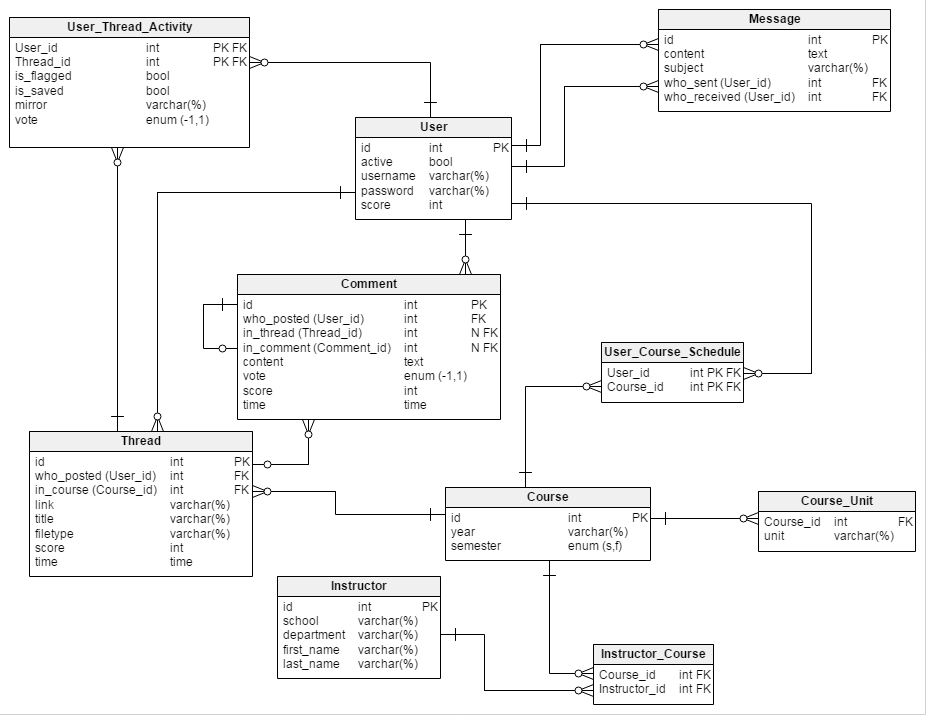 User_Thread_Activity
User_id int PK FK
Thread_id int PK FK
is_flagged bool
is_saved bool
mirror varchar(%)
vote enum (-1,1)
Message
id int PK
content text
subject varchar(%)
who_sent (User_id) int FK
who_received (User_id) int FK
User
id int PK
active bool
username varchar(%)
password varchar(%)
score int
Comment
id int PK
who_posted (User_id) int FK
in_thread (Thread_id) int N FK
in_comment (Comment_id) int N FK
content text
vote enum (-1,1)
score int
time time
User_Course_Schedule
User_id int PK FK
Course_id int PK FK
Thread
id int PK
who_posted (User_id) int FK
in_course (Course_id) int FK
link varchar(%)
title varchar(%)
filetype varchar(%)
score int
time time
Course
id int PK
year varchar(%)
semester enum (s,f)
Course_Unit
Course_id int FK
unit varchar(%)
Instructor
id int PK
school varchar(%)
department varchar(%)
first_name varchar(%)
last_name varchar(%)
Instructor_Course
Course_id int FK
Instructor_id int FK